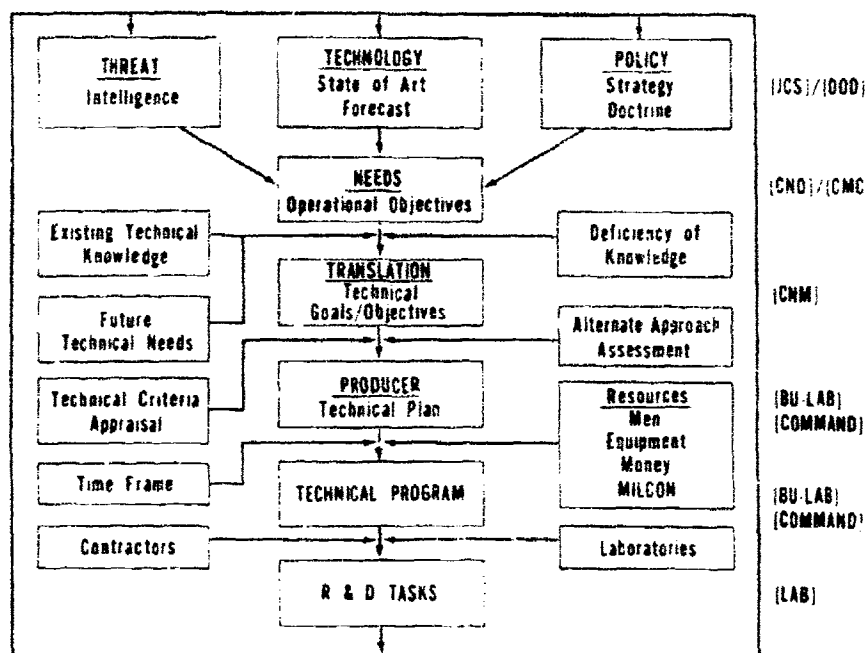 THREAT
Intelligence
TECHNOLOGY
State of Art
Forecast
POLICY
Strategy
Doctrine
(JCS)/(DOD)
NEEDS
Operational Objectives
(CNO)/(CMC
Existing Technical
Knowledge
Deficiency of
Knowledge
TRANSLATION
Technical
Goals/Objectives
(CNM)
Future
Technical Needs
Alternate Approach
Assessment
PRODUCER
Technical Plan
Technical Criteria
Appraisal
Resources
Men
Equipment
Money
MILCON
(BU-LAB)
(COMMAND)
Time Frame
TECHNICAL PROGRAM
(BU-LAB)
(COMMAND)
Contractors
Laboratories
R & D TASKS
(LAB)